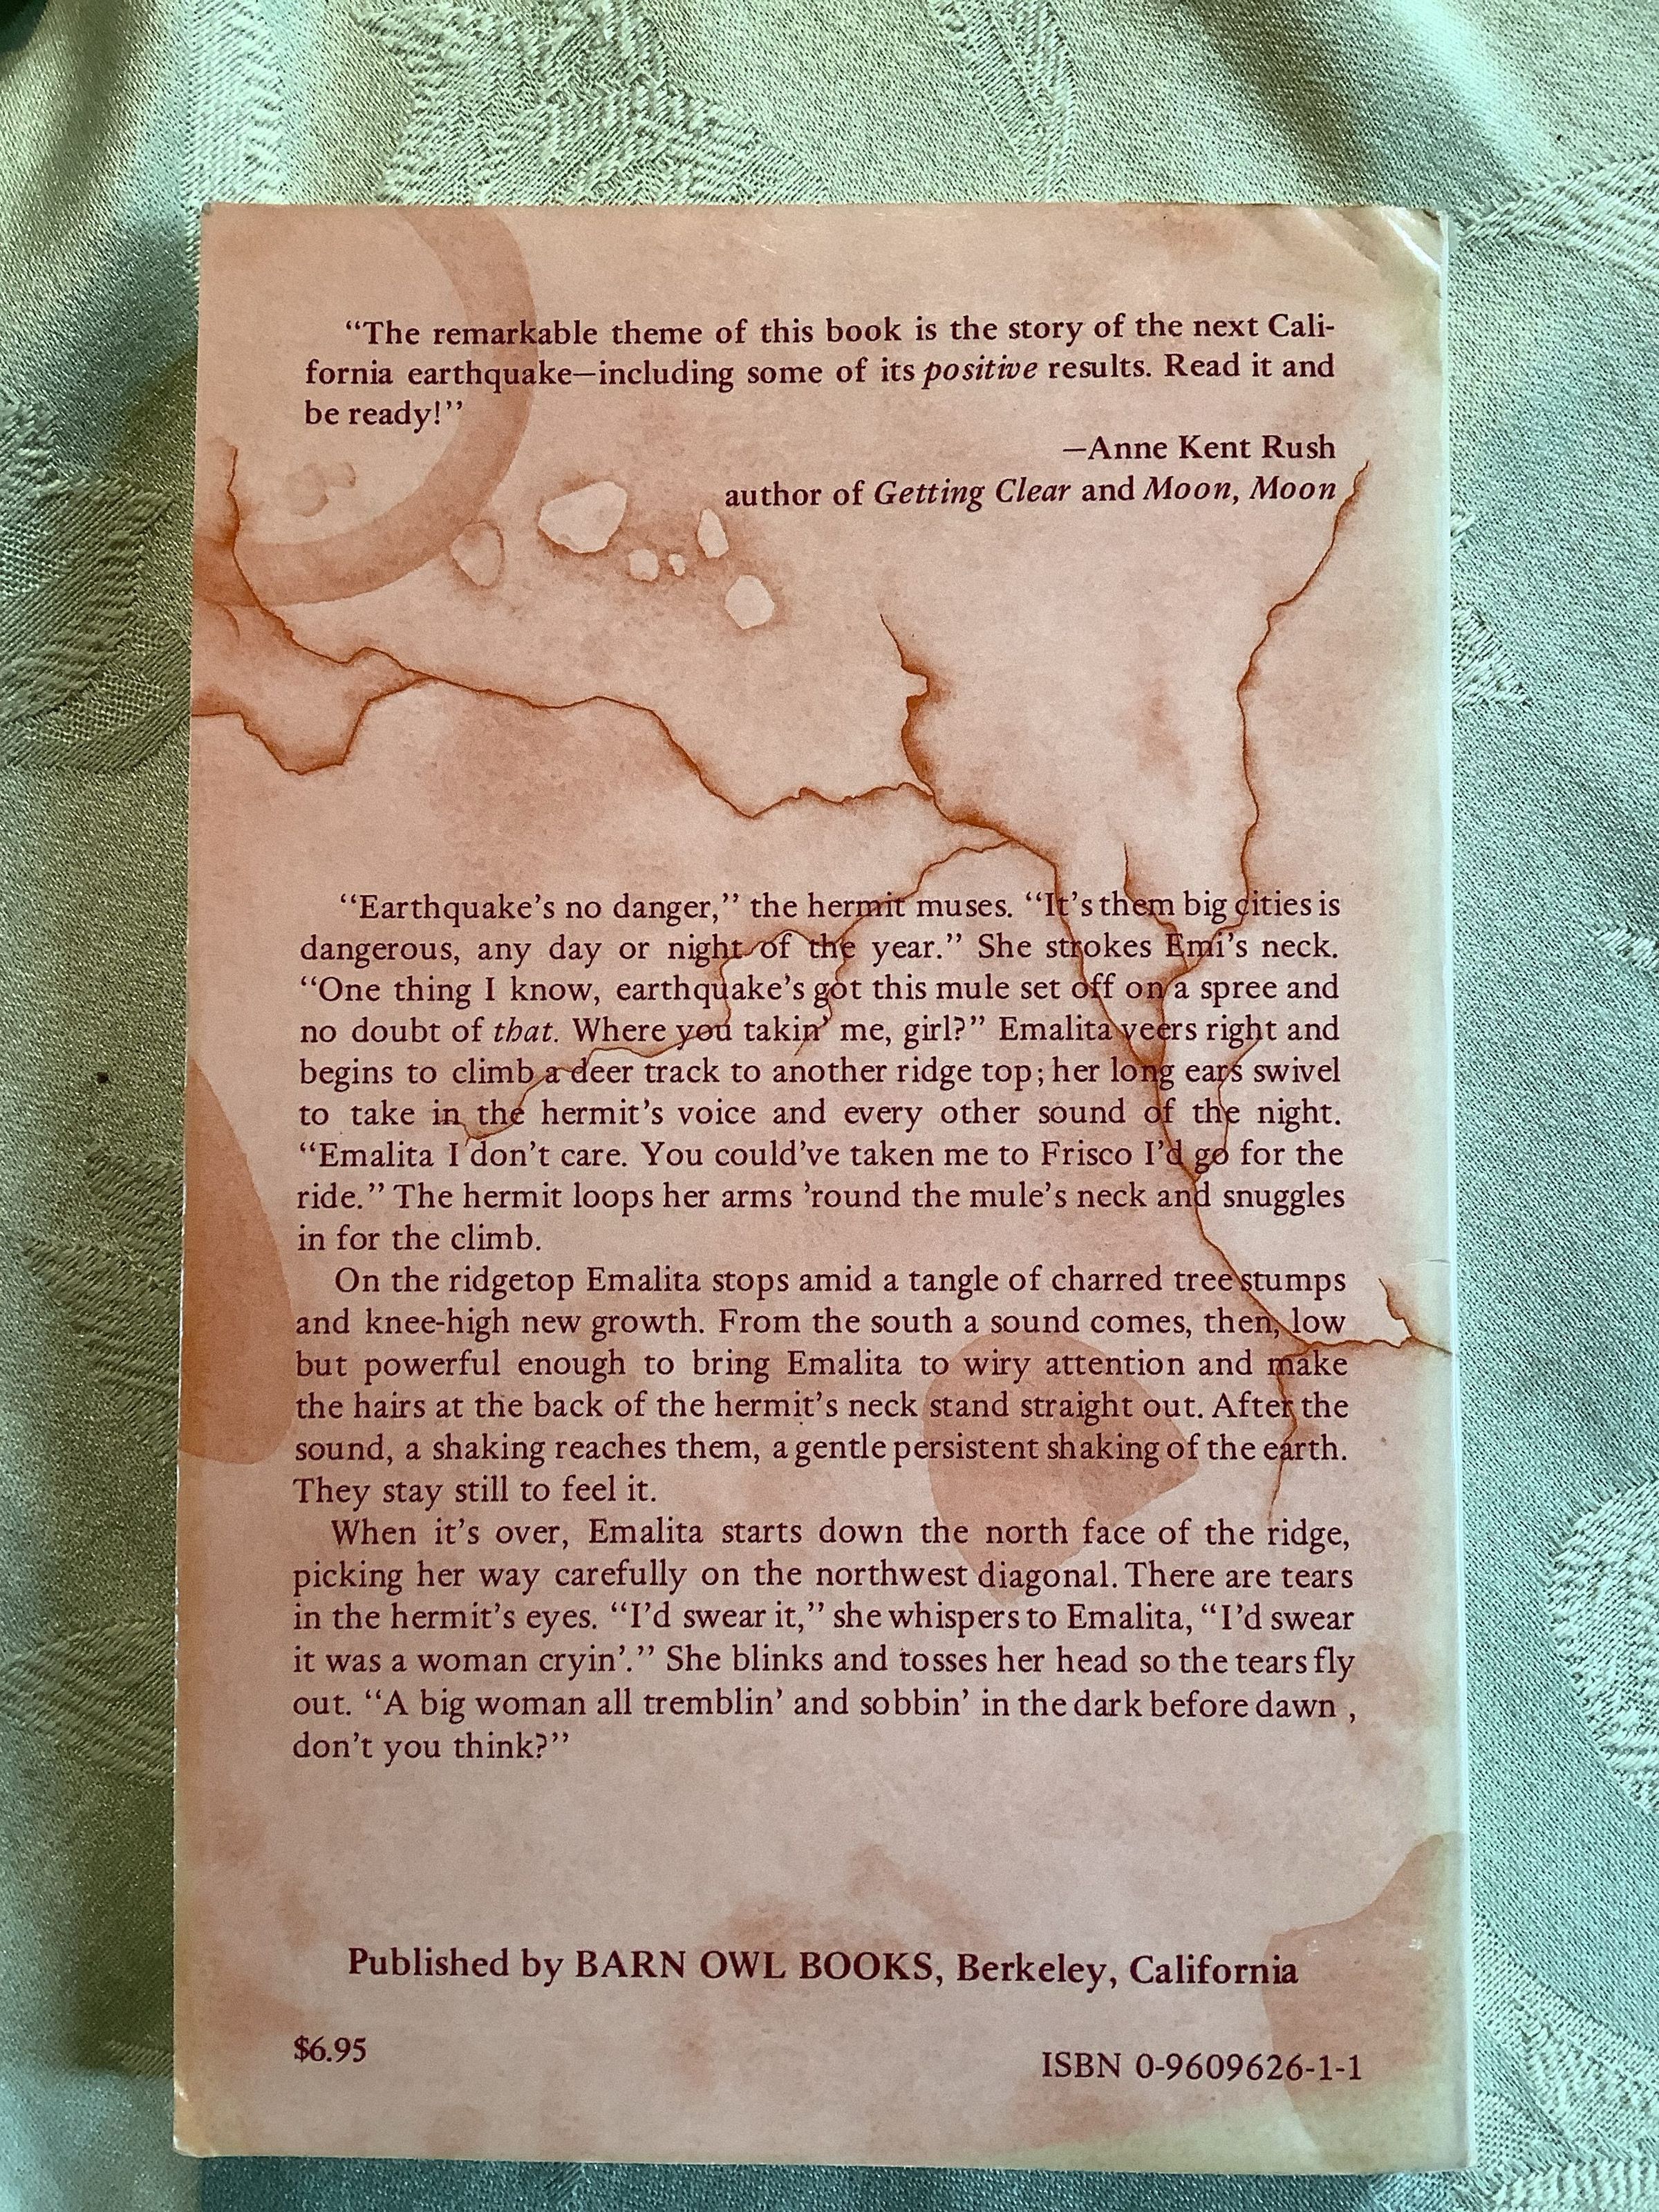 “The remarkable theme of this book is the story of the next Cali-
fornia earthquake—including some of its positive results. Read it and
be ready!”
—Anne Kent Rush
author of Getting Clear and Moon, Moon
“Earthquake’s no danger,” the hermit muses. “It’s them big cities is
dangerous, any day or night of the year.” She strokes Emi’s neck.
“One thing I know, earthquake’s got this mule set off on a spree and
no doubt of that. Where you takin’ me, girl?” Emalita veers right and
begins to climb a deer track to another ridge top; her long ears swivel
to take in the hermit’s voice and every other sound of the night.
“Emalita I don’t care. You could’ve taken me to Frisco I’d go for the
ride.” The hermit loops her arms ’round the mule’s neck and snuggles
in for the climb.
On the ridgetop Emalita stops amid a tangle of charred tree stumps
and knee-high new growth. From the south a sound comes, then, low
but powerful enough to bring Emalita to wiry attention and make
the hairs at the back of the hermit’s neck stand straight out. After the
sound, a shaking reaches them, a gentle persistent shaking of the earth.
They stay still to feel it.
When it’s over, Emalita starts down the north face of the ridge,
picking her way carefully on the northwest diagonal. There are tears
in the hermit’s eyes. “I’d swear it,” she whispers to Emalita, “I’d swear
it was a woman cryin’.” She blinks and tosses her head so the tears fly
out. “A big woman all tremblin’ and sobbin’ in the dark before dawn ,
don’t you think?”
Published by BARN OWL BOOKS, Berkeley, California
$6.95
ISBN 0-9609626-1-1